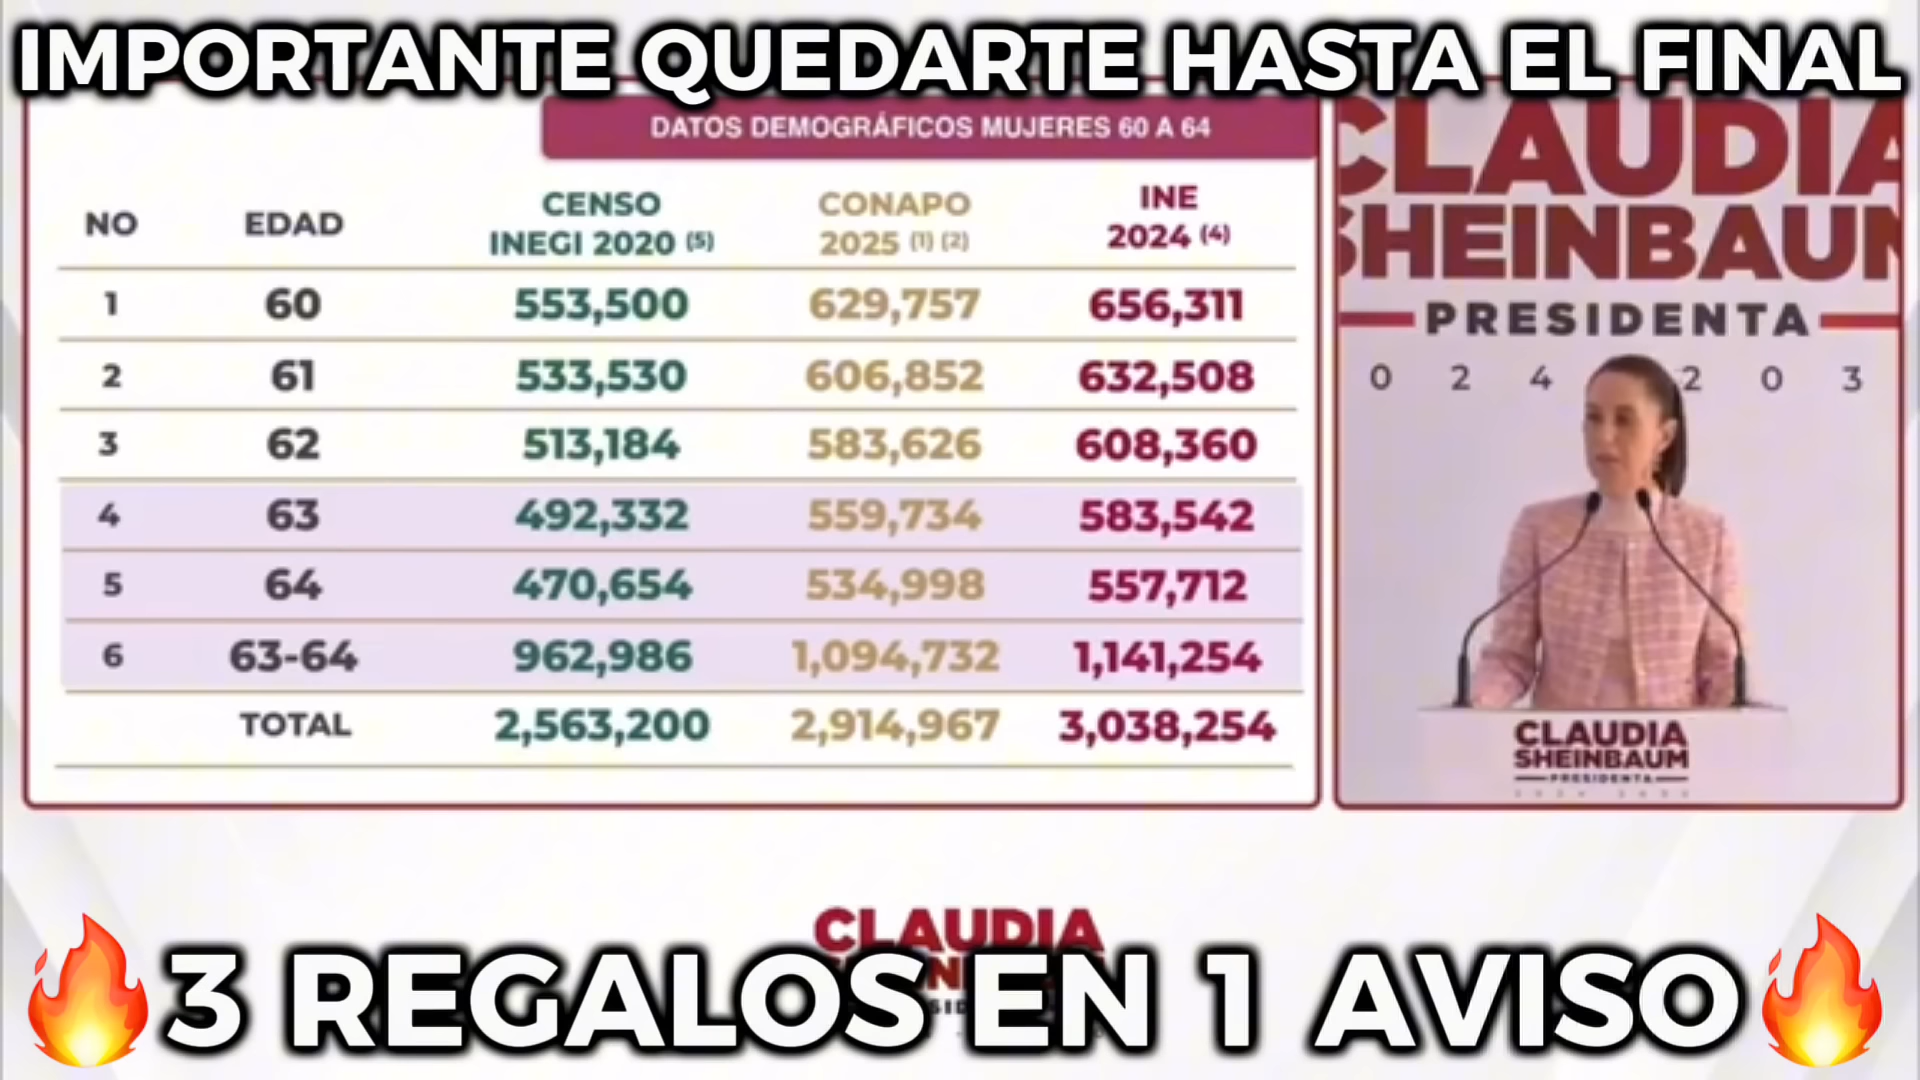 IMPORTANTE QUEDARTE HASTA EL FINAL
DATOS DEMOGRÁFICOS MUJERES 60 A 64
NO EDAD CENSO INEGI 2020 (5) CONAPO 2025 (1) (2) INE 2024 (4)
1 60 553,500 629,757 656,311
2 61 533,530 606,852 632,508
3 62 513,184 583,626 608,360
4 63 492,332 559,734 583,542
5 64 470,654 534,998 557,712
6 63-64 962,986 1,094,732 1,141,254
TOTAL 2,563,200 2,914,967 3,038,254
CLAUDIA
SHEINBAUM
PRESIDENTA
0 2 4 2 0 3
CLAUDIA
SHEINBAUM
PRESIDENTA
CLAUDIA
3 REGALOS EN 1 AVISO